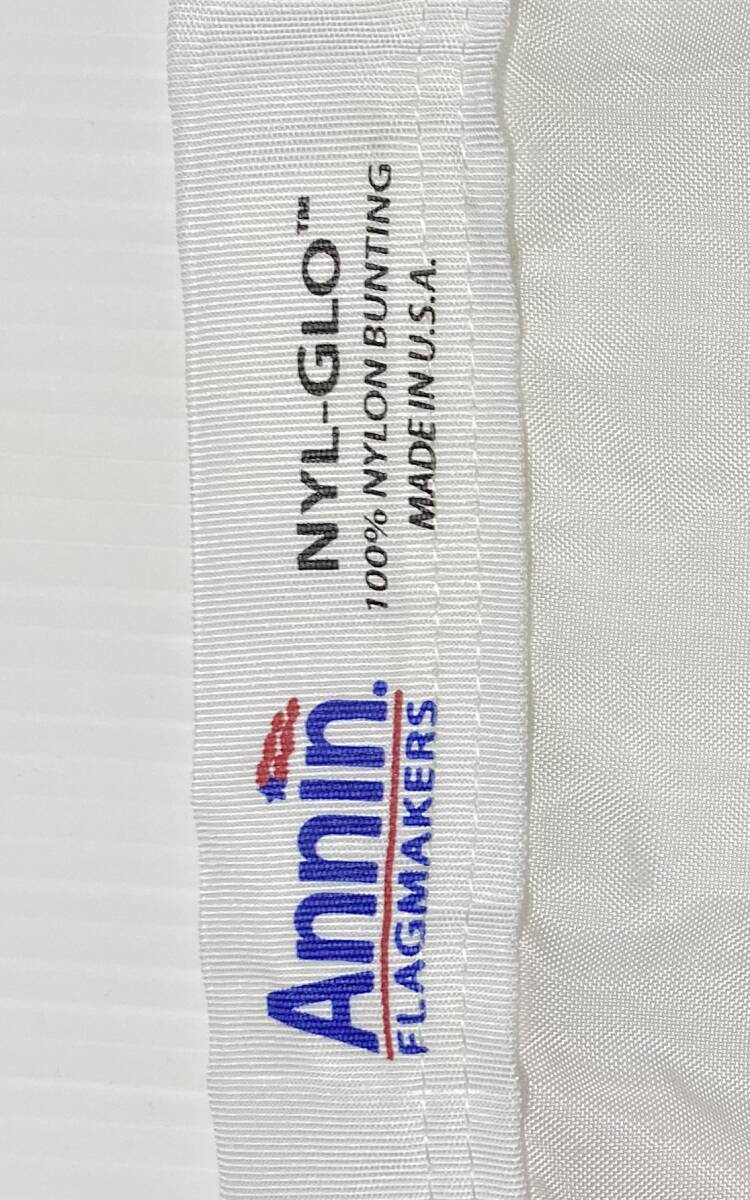 Annin.
FLAGMAKERS
NYL-GLO™
100% NYLON BUNTING
MADE IN U.S.A.